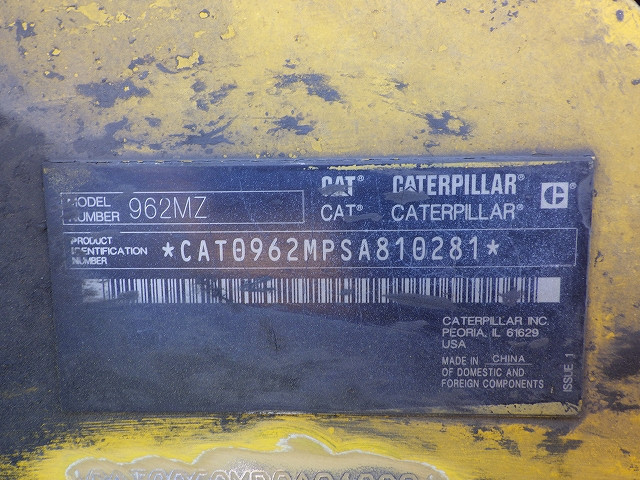 MODEL NUMBER 962MZ
CAT CATERPILLAR
CAT® CATERPILLAR®
C®
PRODUCT IDENTIFICATION NUMBER *CAT0962MPSA810281*
CATERPILLAR INC.
PEORIA, IL 61629
USA
MADE IN CHINA
OF DOMESTIC AND
FOREIGN COMPONENTS
ISSUE 1